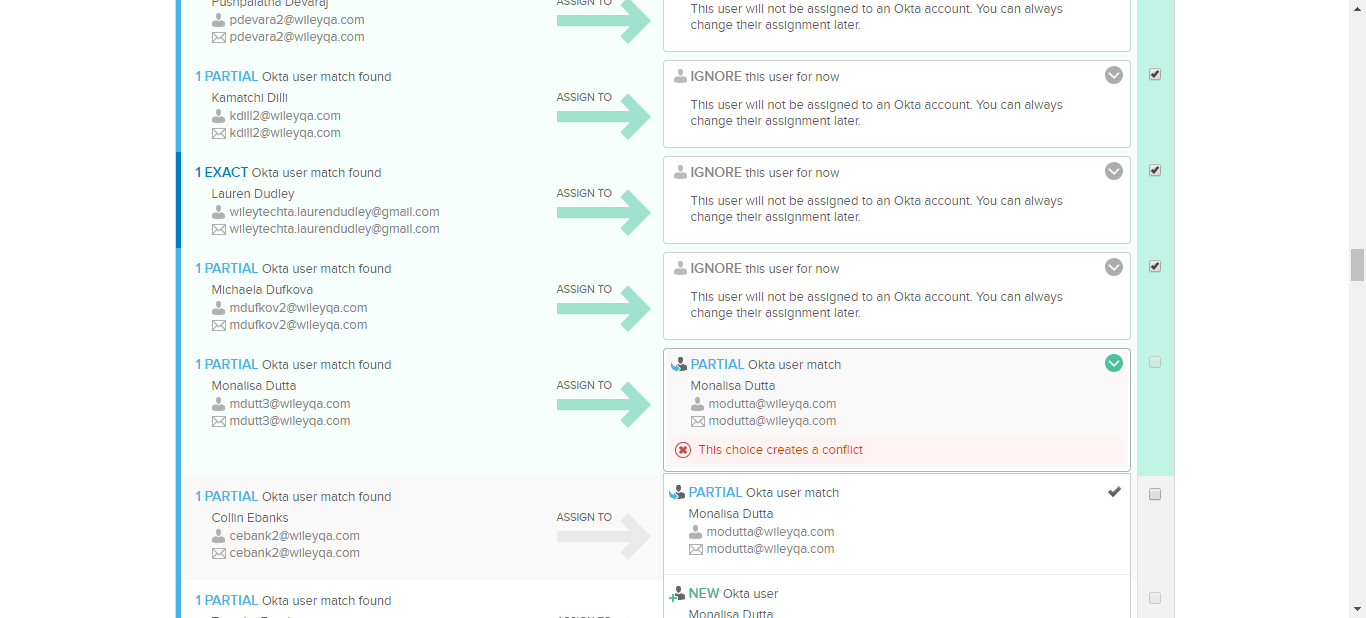 Pushpalatha Devaraj
ASSIGN TO
This user will not be assigned to an Okta account. You can always
pdevara2@wileyqa.com
change their assignment later.
pdevara2@wileyqa.com
1 PARTIAL Okta user match found
IGNORE this user for now
Kamatchi Dilli
ASSIGN TO
This user will not be assigned to an Okta account. You can always
kdill2@wileyqa.com
change their assignment later.
kdill2@wileyqa.com
1 EXACT Okta user match found
IGNORE this user for now
Lauren Dudley
ASSIGN TO
This user will not be assigned to an Okta account. You can always
wileytechta.laurendudley@gmail.com
change their assignment later.
wileytechta.laurendudley@gmail.com
1 PARTIAL Okta user match found
IGNORE this user for now
Michaela Dufkova
ASSIGN TO
This user will not be assigned to an Okta account. You can always
mdufkov2@wileyqa.com
change their assignment later.
mdufkov2@wileyqa.com
1 PARTIAL Okta user match found
PARTIAL Okta user match
Monalisa Dutta
ASSIGN TO
Monalisa Dutta
mdutt3@wileyqa.com
modutta@wileyqa.com
mdutt3@wileyqa.com
modutta@wileyqa.com
This choice creates a conflict
1 PARTIAL Okta user match found
PARTIAL Okta user match
Collin Ebanks
ASSIGN TO
Monalisa Dutta
cebank2@wileyqa.com
modutta@wileyqa.com
cebank2@wileyqa.com
modutta@wileyqa.com
1 PARTIAL Okta user match found
NEW Okta user
ASSIGN TO
Monalisa Dutta